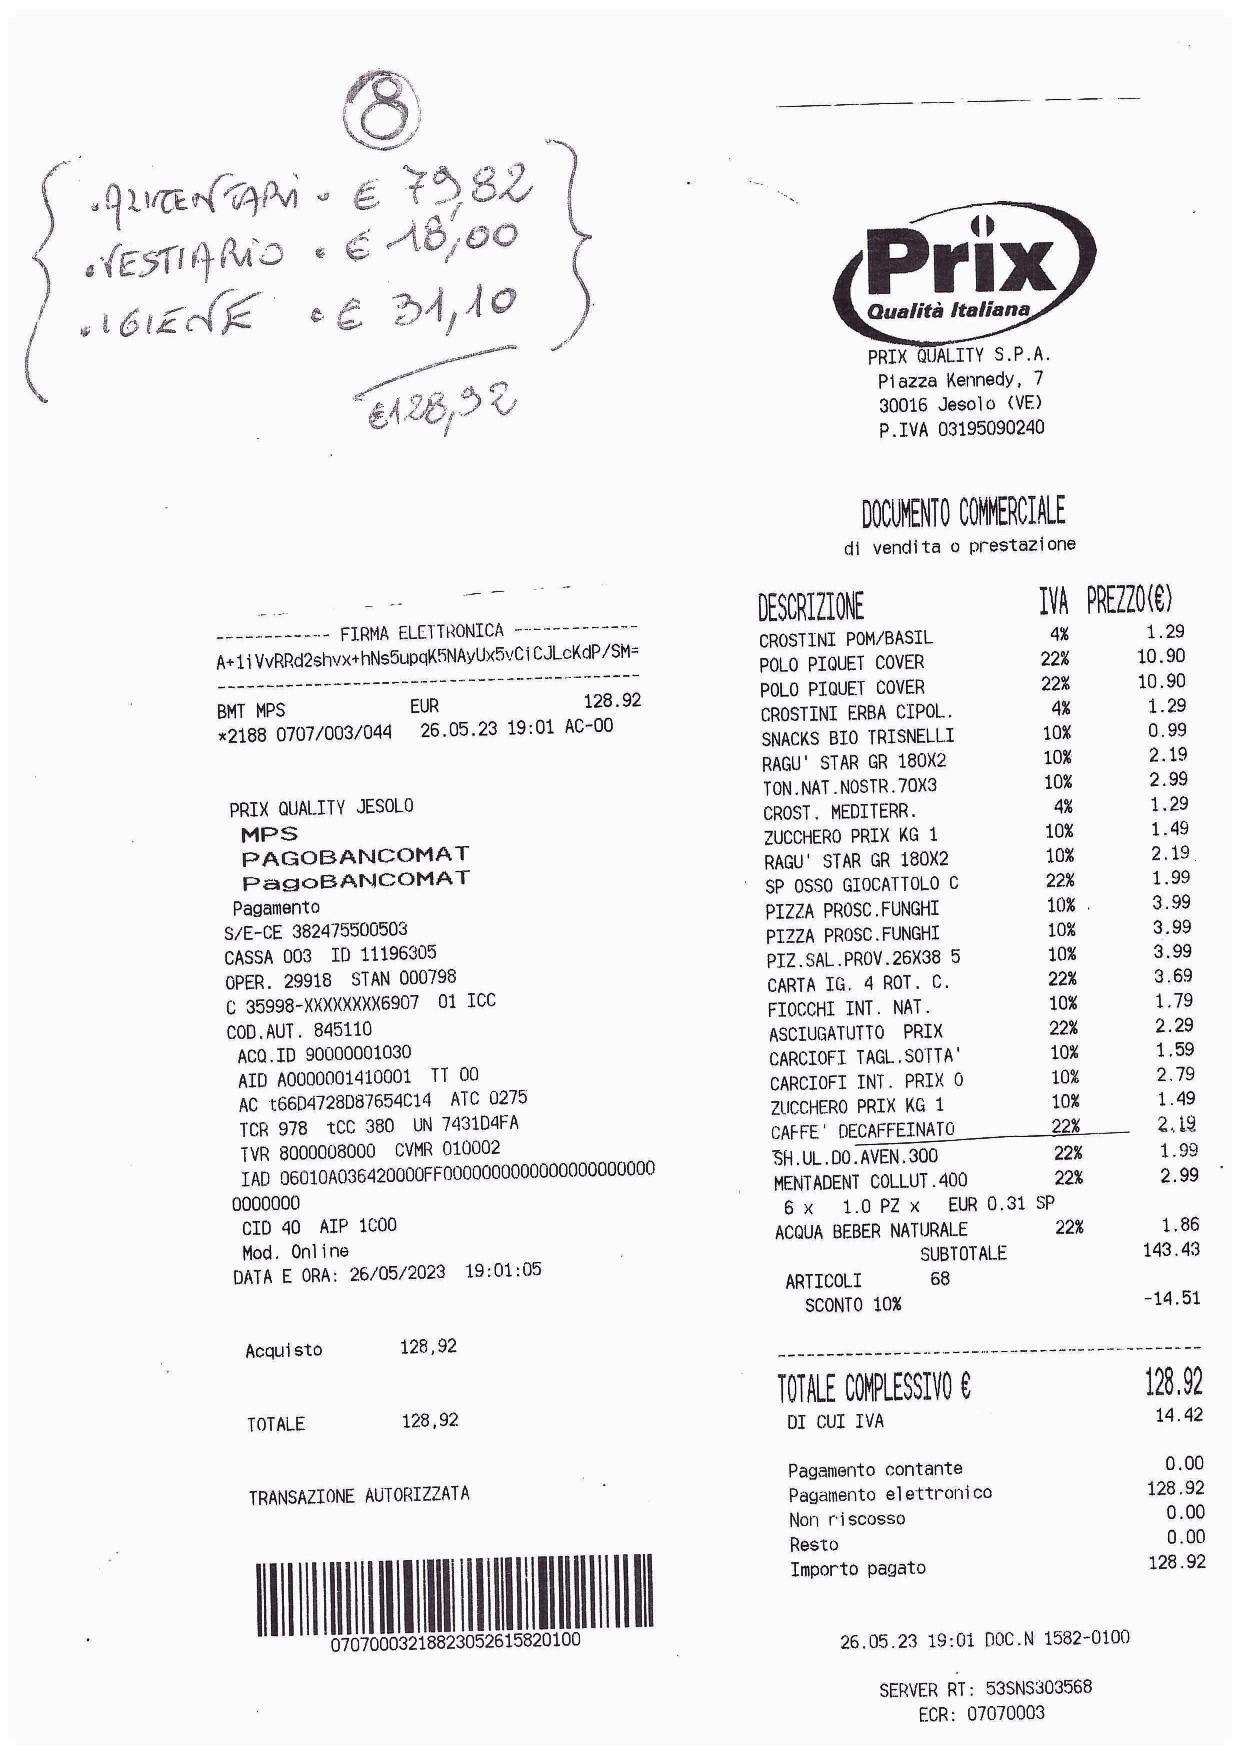 8
. ALIMENTARI . € 79,82
. VESTIARIO . € 18,00
. IGIENE . € 31,10
€ 128,92
------------ FIRMA ELETTRONICA -------------
A+1iVvRRd2shvx+hNs5upqK5NAyUx5vCiCJLcKdP/SM=
BMT MPS EUR 128.92
*2188 0707/003/044 26.05.23 19:01 AC-00
PRIX QUALITY JESOLO
MPS
PAGOBANCOMAT
PagoBANCOMAT
Pagamento
S/E-CE 382475500503
CASSA 003 ID 11196305
OPER. 29918 STAN 000798
C 35998-XXXXXXXX6907 01 ICC
COD.AUT. 845110
ACQ.ID 90000001030
AID A0000001410001 TT 00
AC t66D4728D87654C14 ATC 0275
TCR 978 tCC 380 UN 7431D4FA
TVR 8000008000 CVMR 010002
IAD 06010A036420000FF00000000000000000000
0000000
CID 40 AIP 1C00
Mod. Online
DATA E ORA: 26/05/2023 19:01:05
Acquisto 128,92
TOTALE 128,92
TRANSAZIONE AUTORIZZATA
07070003218823052615820100
Prix
Qualità Italiana
PRIX QUALITY S.P.A.
Piazza Kennedy, 7
30016 Jesolo (VE)
P.IVA 03195090240
DOCUMENTO COMMERCIALE
di vendita o prestazione
DESCRIZIONE IVA PREZZO(€)
CROSTINI POM/BASIL 4% 1.29
POLO PIQUET COVER 22% 10.90
POLO PIQUET COVER 22% 10.90
CROSTINI ERBA CIPOL. 4% 1.29
SNACKS BIO TRISNELLI 10% 0.99
RAGU' STAR GR 180X2 10% 2.19
TON.NAT.NOSTR.70X3 10% 2.99
CROST. MEDITERR. 4% 1.29
ZUCCHERO PRIX KG 1 10% 1.49
RAGU' STAR GR 180X2 10% 2.19
SP OSSO GIOCATTOLO C 22% 1.99
PIZZA PROSC.FUNGHI 10% 3.99
PIZZA PROSC.FUNGHI 10% 3.99
PIZ.SAL.PROV.26X38 5 10% 3.99
CARTA IG. 4 ROT. C. 22% 3.69
FIOCCHI INT. NAT. 10% 1.79
ASCIUGATUTTO PRIX 22% 2.29
CARCIOFI TAGL.SOTTA' 10% 1.59
CARCIOFI INT. PRIX O 10% 2.79
ZUCCHERO PRIX KG 1 10% 1.49
CAFFE' DECAFFEINATO 22% 2.19
SH.UL.DO.AVEN.300 22% 1.99
MENTADENT COLLUT.400 22% 2.99
6 x 1.0 PZ x EUR 0.31 SP
ACQUA BEBER NATURALE 22% 1.86
SUBTOTALE 143.43
ARTICOLI 68
SCONTO 10% -14.51
TOTALE COMPLESSIVO € 128.92
DI CUI IVA 14.42
Pagamento contante 0.00
Pagamento elettronico 128.92
Non riscosso 0.00
Resto 0.00
Importo pagato 128.92
26.05.23 19:01 DOC.N 1582-0100
SERVER RT: 53SNS303568
ECR: 07070003